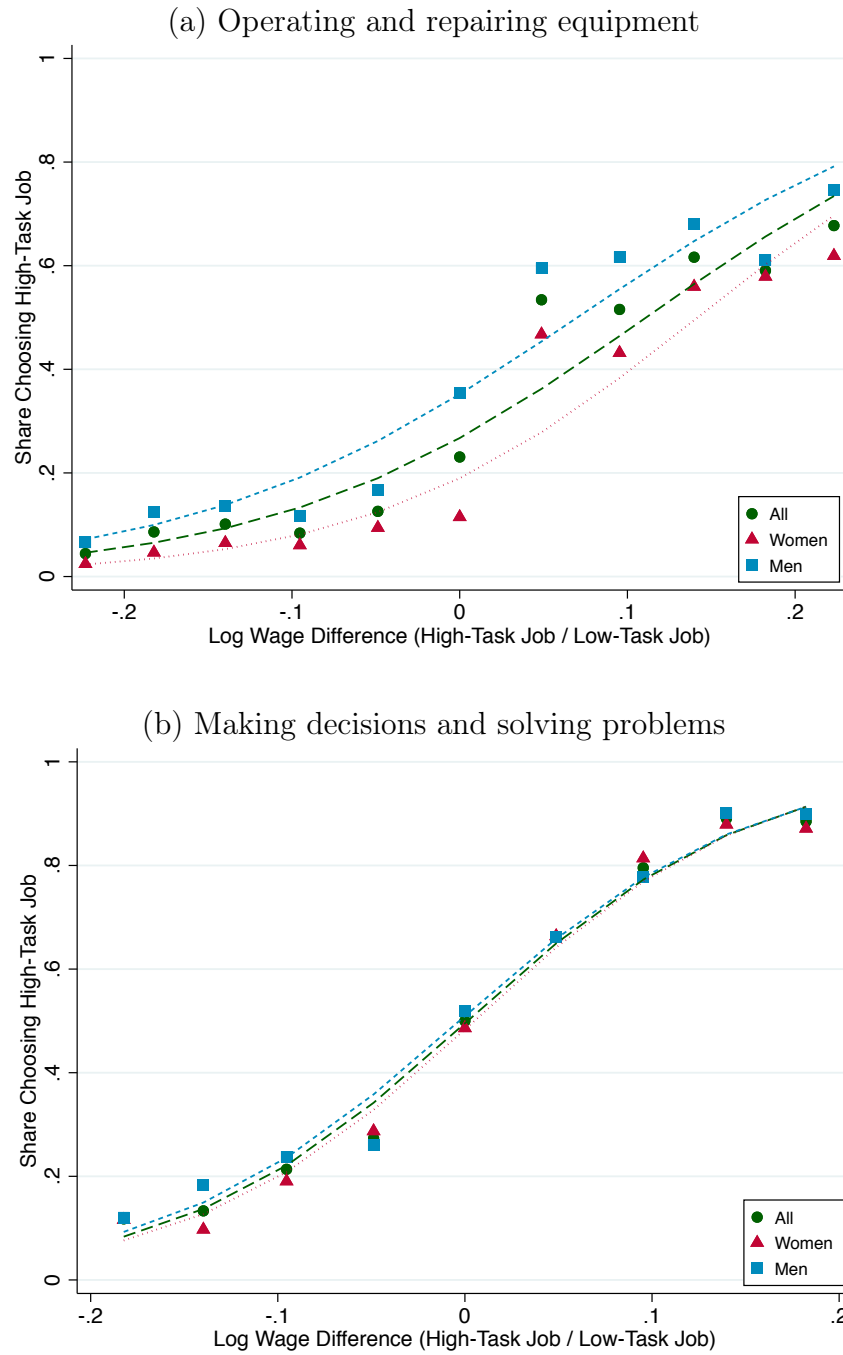 (a) Operating and repairing equipment
1
.8
.6
.4
.2
0
Share Choosing High-Task Job
All
Women
Men
-.2 -.1 0 .1 .2
Log Wage Difference (High-Task Job / Low-Task Job)
(b) Making decisions and solving problems
1
.8
.6
.4
.2
0
Share Choosing High-Task Job
All
Women
Men
-.2 -.1 0 .1 .2
Log Wage Difference (High-Task Job / Low-Task Job)